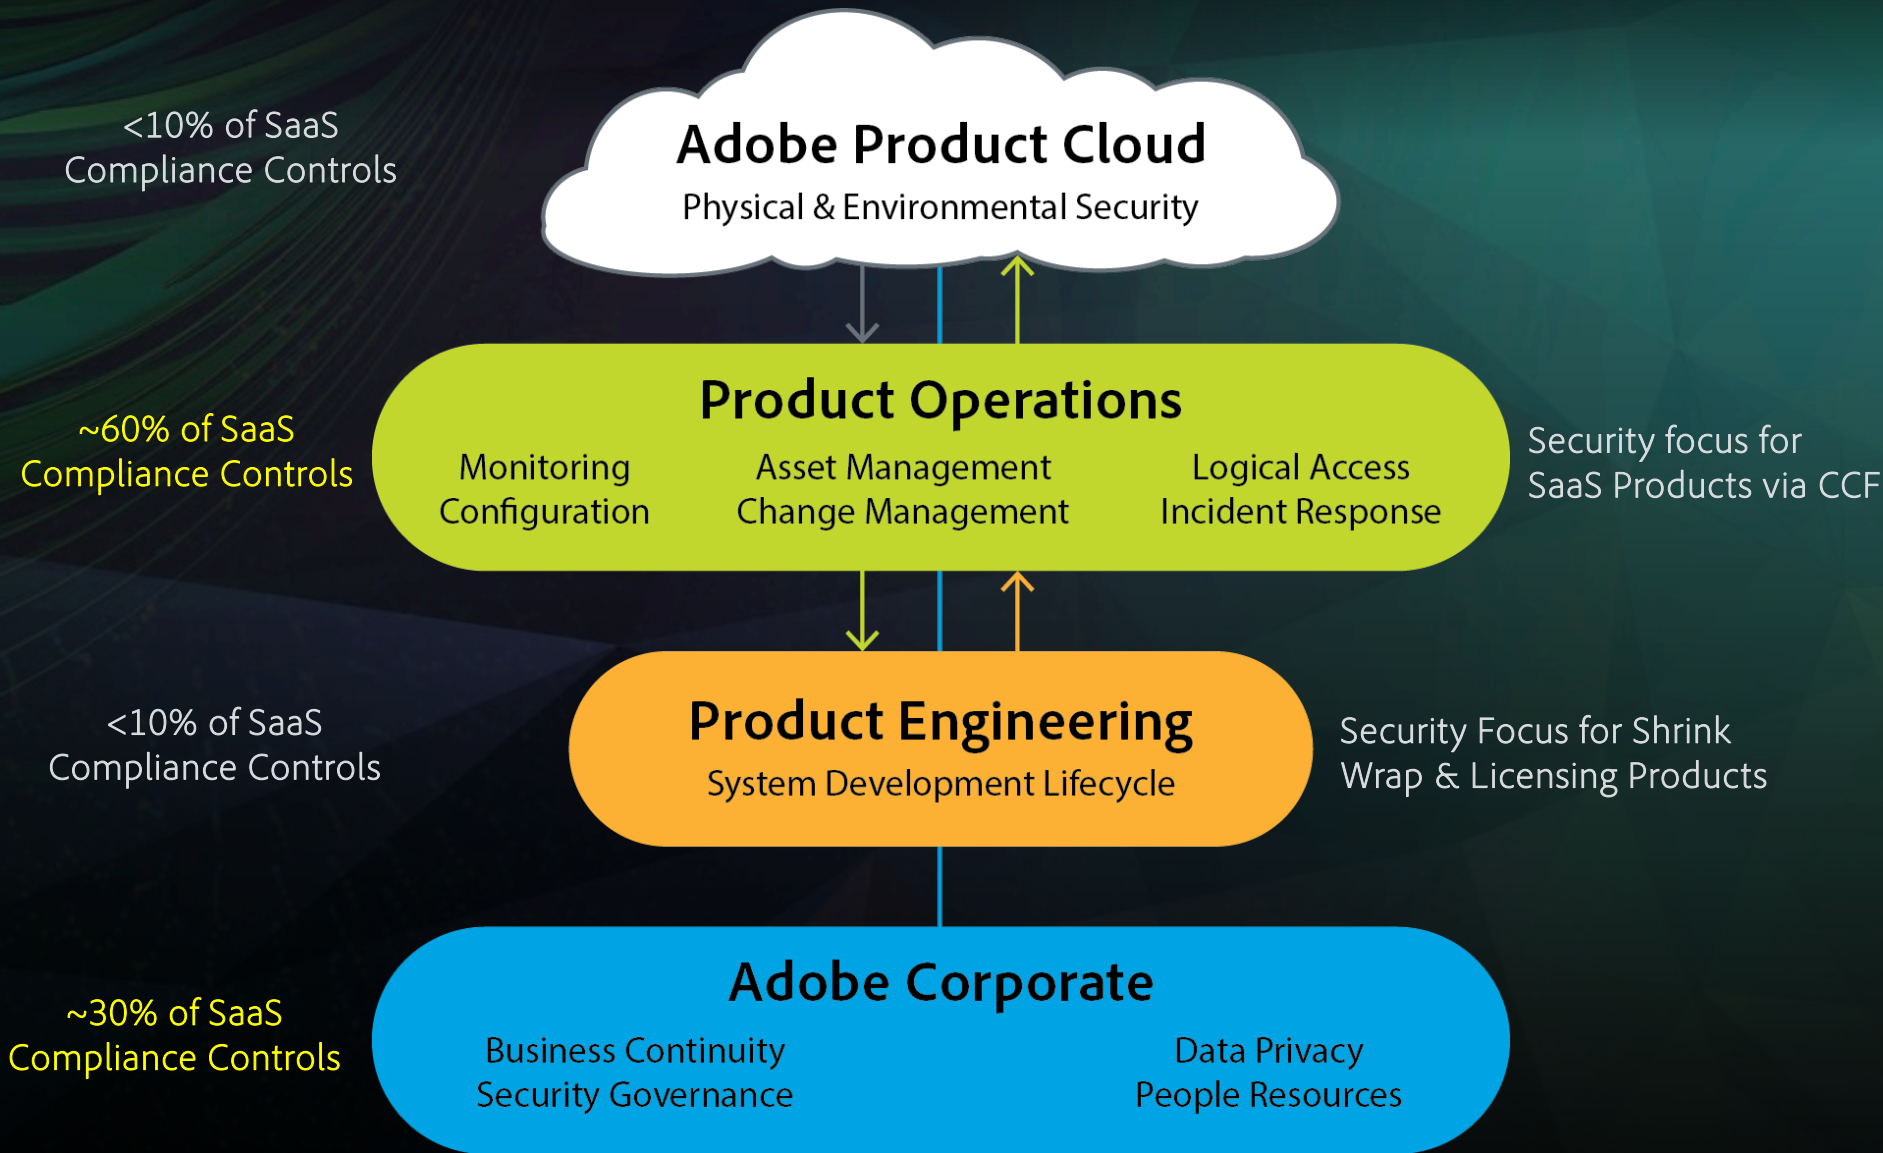 <10% of SaaS
Compliance Controls
Adobe Product Cloud
Physical & Environmental Security
~60% of SaaS
Compliance Controls
Product Operations
Monitoring
Configuration
Asset Management
Change Management
Logical Access
Incident Response
Security focus for
SaaS Products via CCF
<10% of SaaS
Compliance Controls
Product Engineering
System Development Lifecycle
Security Focus for Shrink
Wrap & Licensing Products
~30% of SaaS
Compliance Controls
Adobe Corporate
Business Continuity
Security Governance
Data Privacy
People Resources